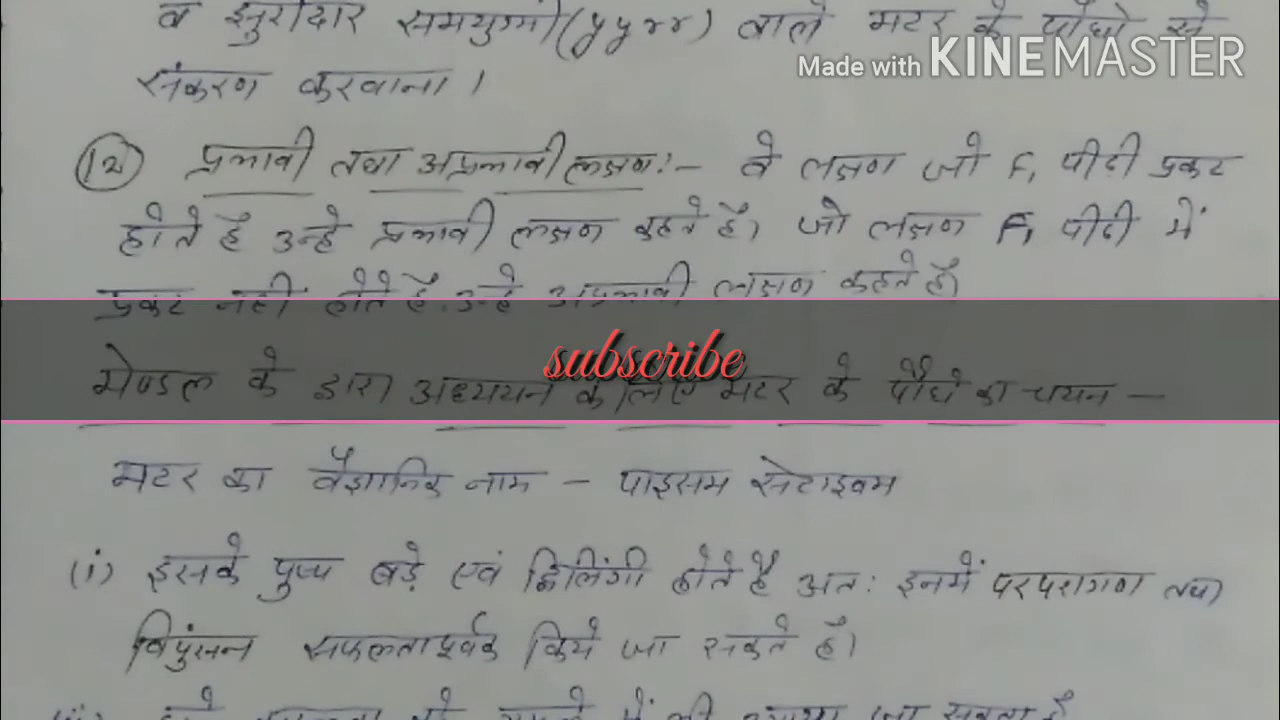 व झुर्रीदार समयुग्मी (yyrr) वाले मटर के पौधो से
Made with KINEMASTER
संकरण करवाना।
(12) प्रभावी तथा अप्रभावी लक्षण:- वे लक्षण जो F₁ पीढी प्रकट
होते है उन्हे प्रभावी लक्षण कहते है। जो लक्षण F₁ पीढी में
प्रकट नही होते है उन्हे अप्रभावी लक्षण कहते है।
subscribe
मेण्डल के द्वारा अध्ययन के लिए मटर के पौधे का चयन —
मटर का वैज्ञानिक नाम - पाइसम सेटाइवम
(i) इसके पुष्प बड़े एवं द्विलिंगी होते है अत: इनमें परपरागण तथा
विपुंसन सफलतापूर्वक किये जा सकते है।